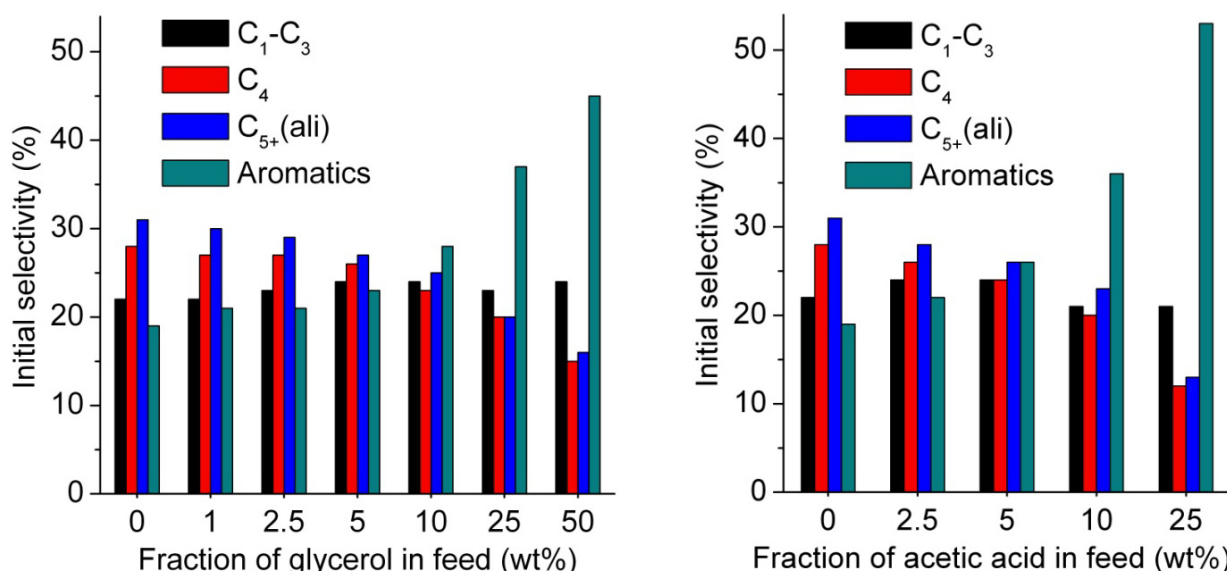 Initial selectivity (%)
50
40
30
20
10
0
C₁-C₃
C₄
C₅₊(ali)
Aromatics
0 1 2.5 5 10 25 50
Fraction of glycerol in feed (wt%)
Initial selectivity (%)
50
40
30
20
10
0
C₁-C₃
C₄
C₅₊(ali)
Aromatics
0 2.5 5 10 25
Fraction of acetic acid in feed (wt%)